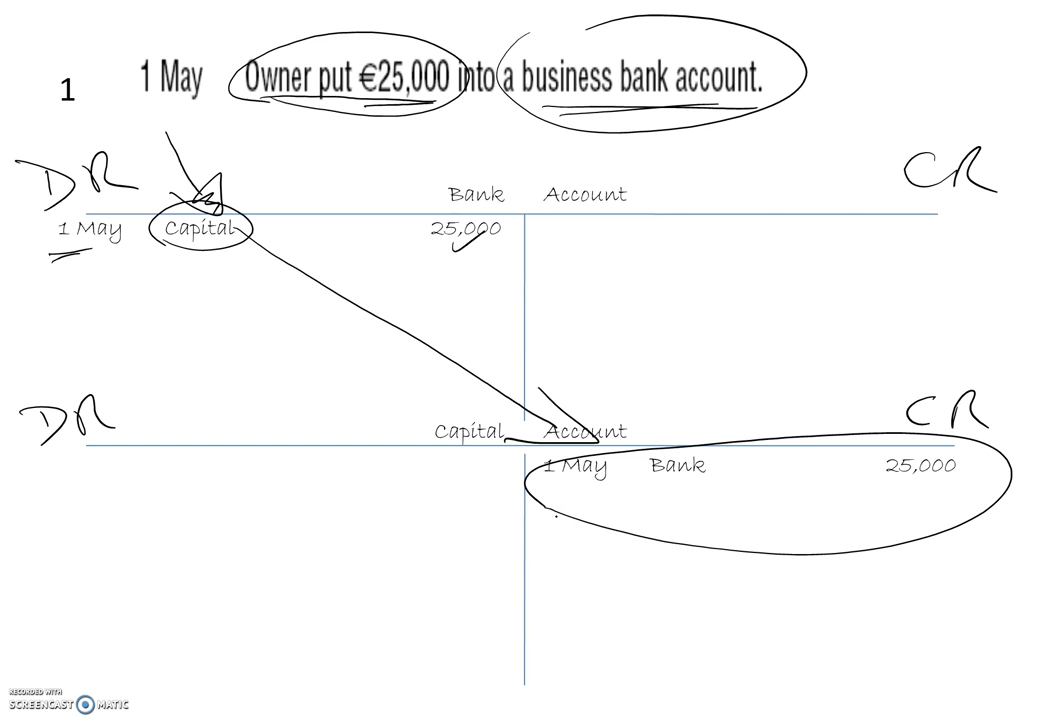 1 1 May Owner put €25,000 into a business bank account.
DR CR
Bank Account
1 May Capital 25,000
DR CR
Capital Account
1 May Bank 25,000
RECORDED WITH
SCREENCAST MATIC